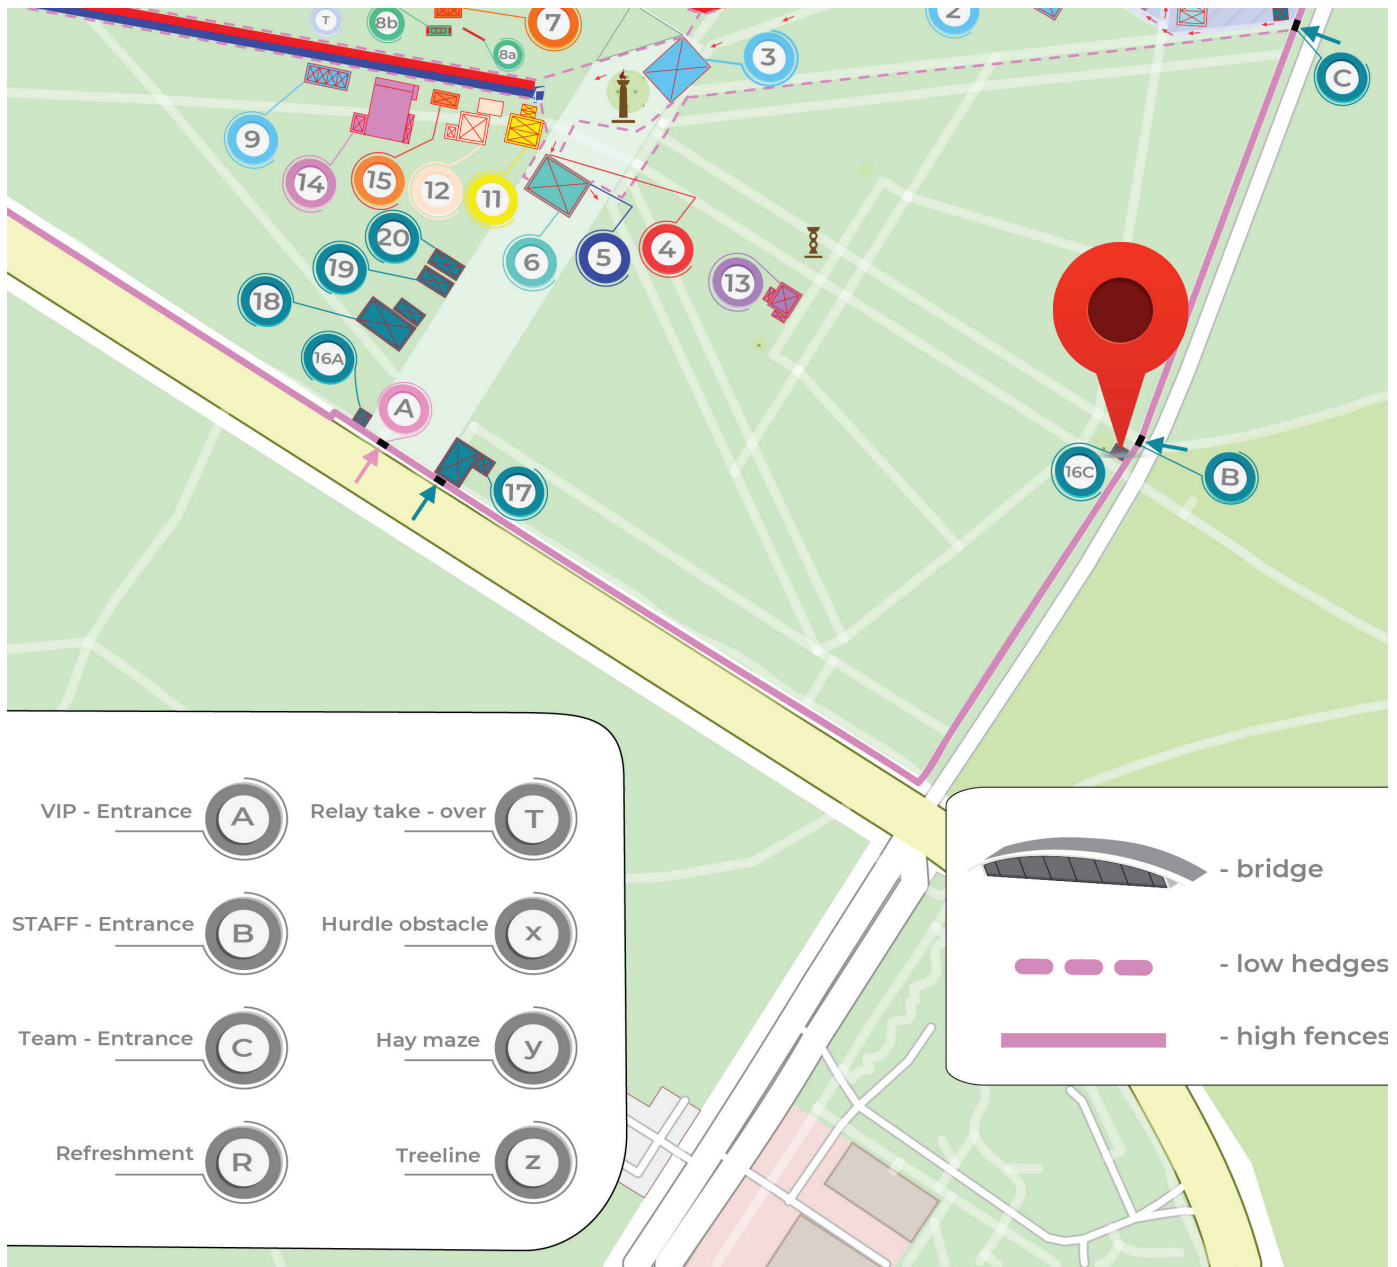 T
8b
7
8a
2
3
C
9
14
15
12
11
20
19
18
6
5
4
13
16A
A
17
16C
B
VIP - Entrance
A
Relay take - over
T
STAFF - Entrance
B
Hurdle obstacle
x
Team - Entrance
C
Hay maze
y
Refreshment
R
Treeline
z
- bridge
- low hedges
- high fences